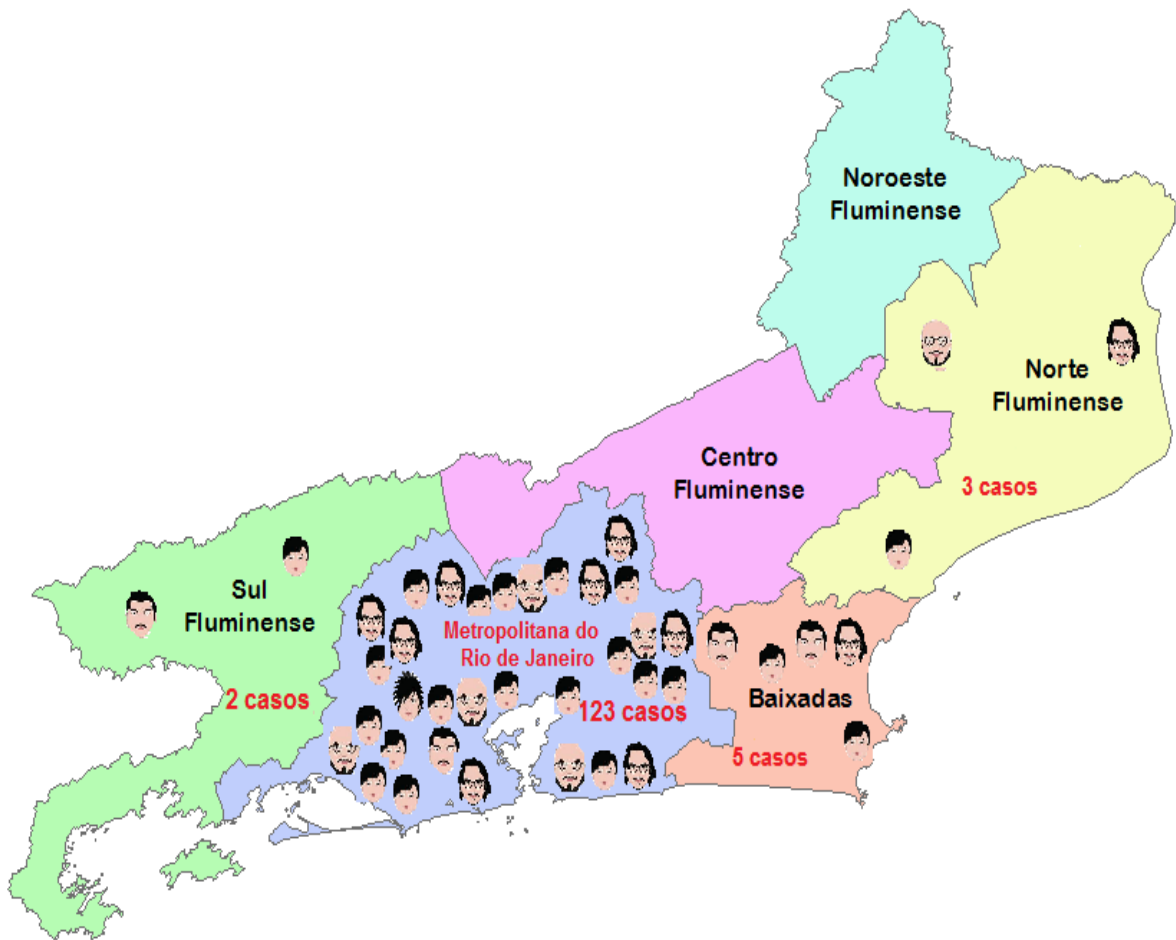 Noroeste
Fluminense
Norte
Fluminense
3 casos
Centro
Fluminense
Sul
Fluminense
2 casos
Metropolitana do
Rio de Janeiro
123 casos
Baixadas
5 casos